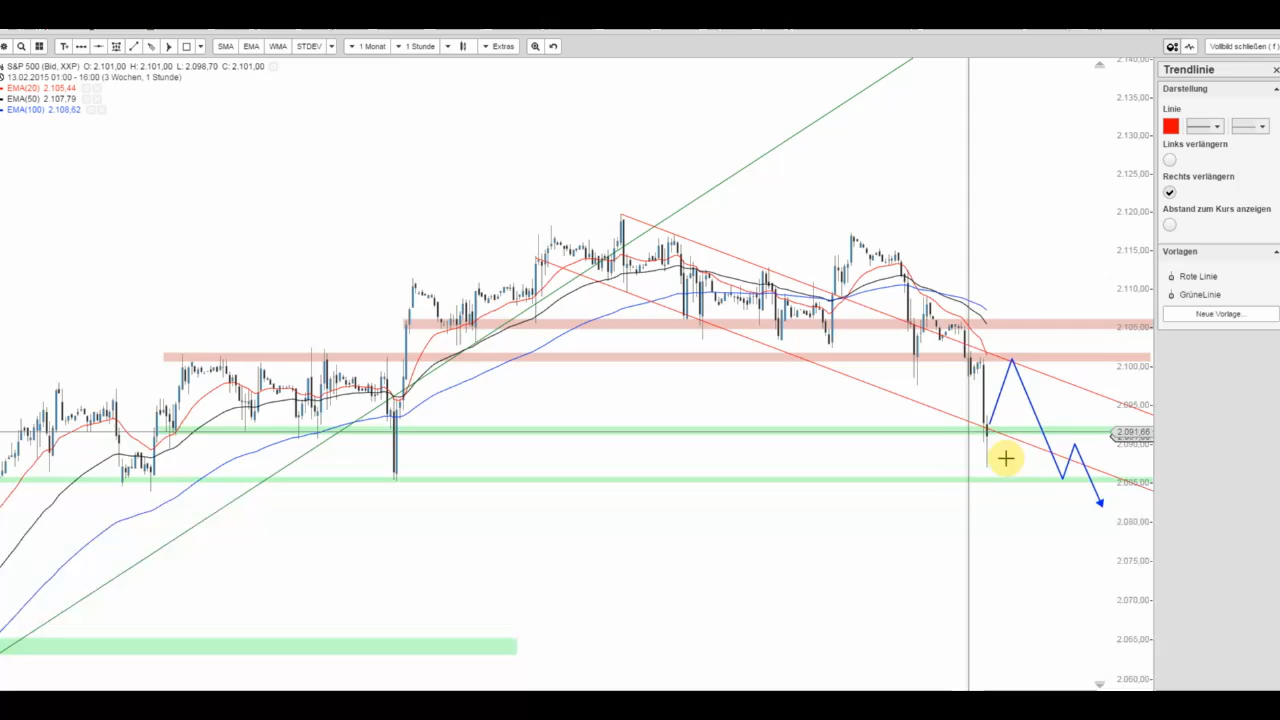 T+ SMA EMA WMA STDEV 1 Monat 1 Stunde Extras Vollbild schließen ( f )
S&P 500 (Bid, XXP) O: 2.101,00 H: 2.101,00 L: 2.098,70 C: 2.101,00
13.02.2015 01:00 - 16:00 (3 Wochen, 1 Stunde)
EMA(20) 2.105,44
EMA(50) 2.107,79
EMA(100) 2.108,62
2.140,00
2.135,00
2.130,00
2.125,00
2.120,00
2.115,00
2.110,00
2.105,00
2.100,00
2.095,00
2.091,66
2.090,00
2.085,00
2.080,00
2.075,00
2.070,00
2.065,00
2.060,00
Trendlinie
Darstellung
Linie
Links verlängern
Rechts verlängern
Abstand zum Kurs anzeigen
Vorlagen
Rote Linie
GrüneLinie
Neue Vorlage...